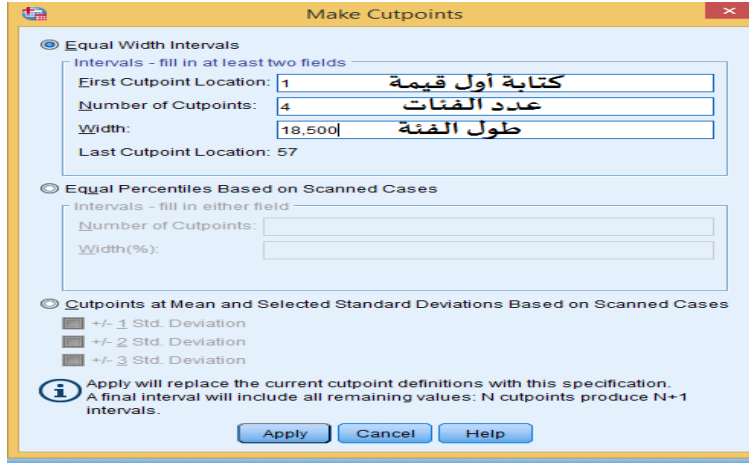 Make Cutpoints
Equal Width Intervals
Intervals - fill in at least two fields
First Cutpoint Location: 1 كتابة أول قيمة
Number of Cutpoints: 4 عدد الفئات
Width: 18,500 طول الفئة
Last Cutpoint Location: 57
Equal Percentiles Based on Scanned Cases
Intervals - fill in either field
Number of Cutpoints:
Width(%):
Cutpoints at Mean and Selected Standard Deviations Based on Scanned Cases
+/- 1 Std. Deviation
+/- 2 Std. Deviation
+/- 3 Std. Deviation
Apply will replace the current cutpoint definitions with this specification.
A final interval will include all remaining values: N cutpoints produce N+1
intervals.
Apply Cancel Help